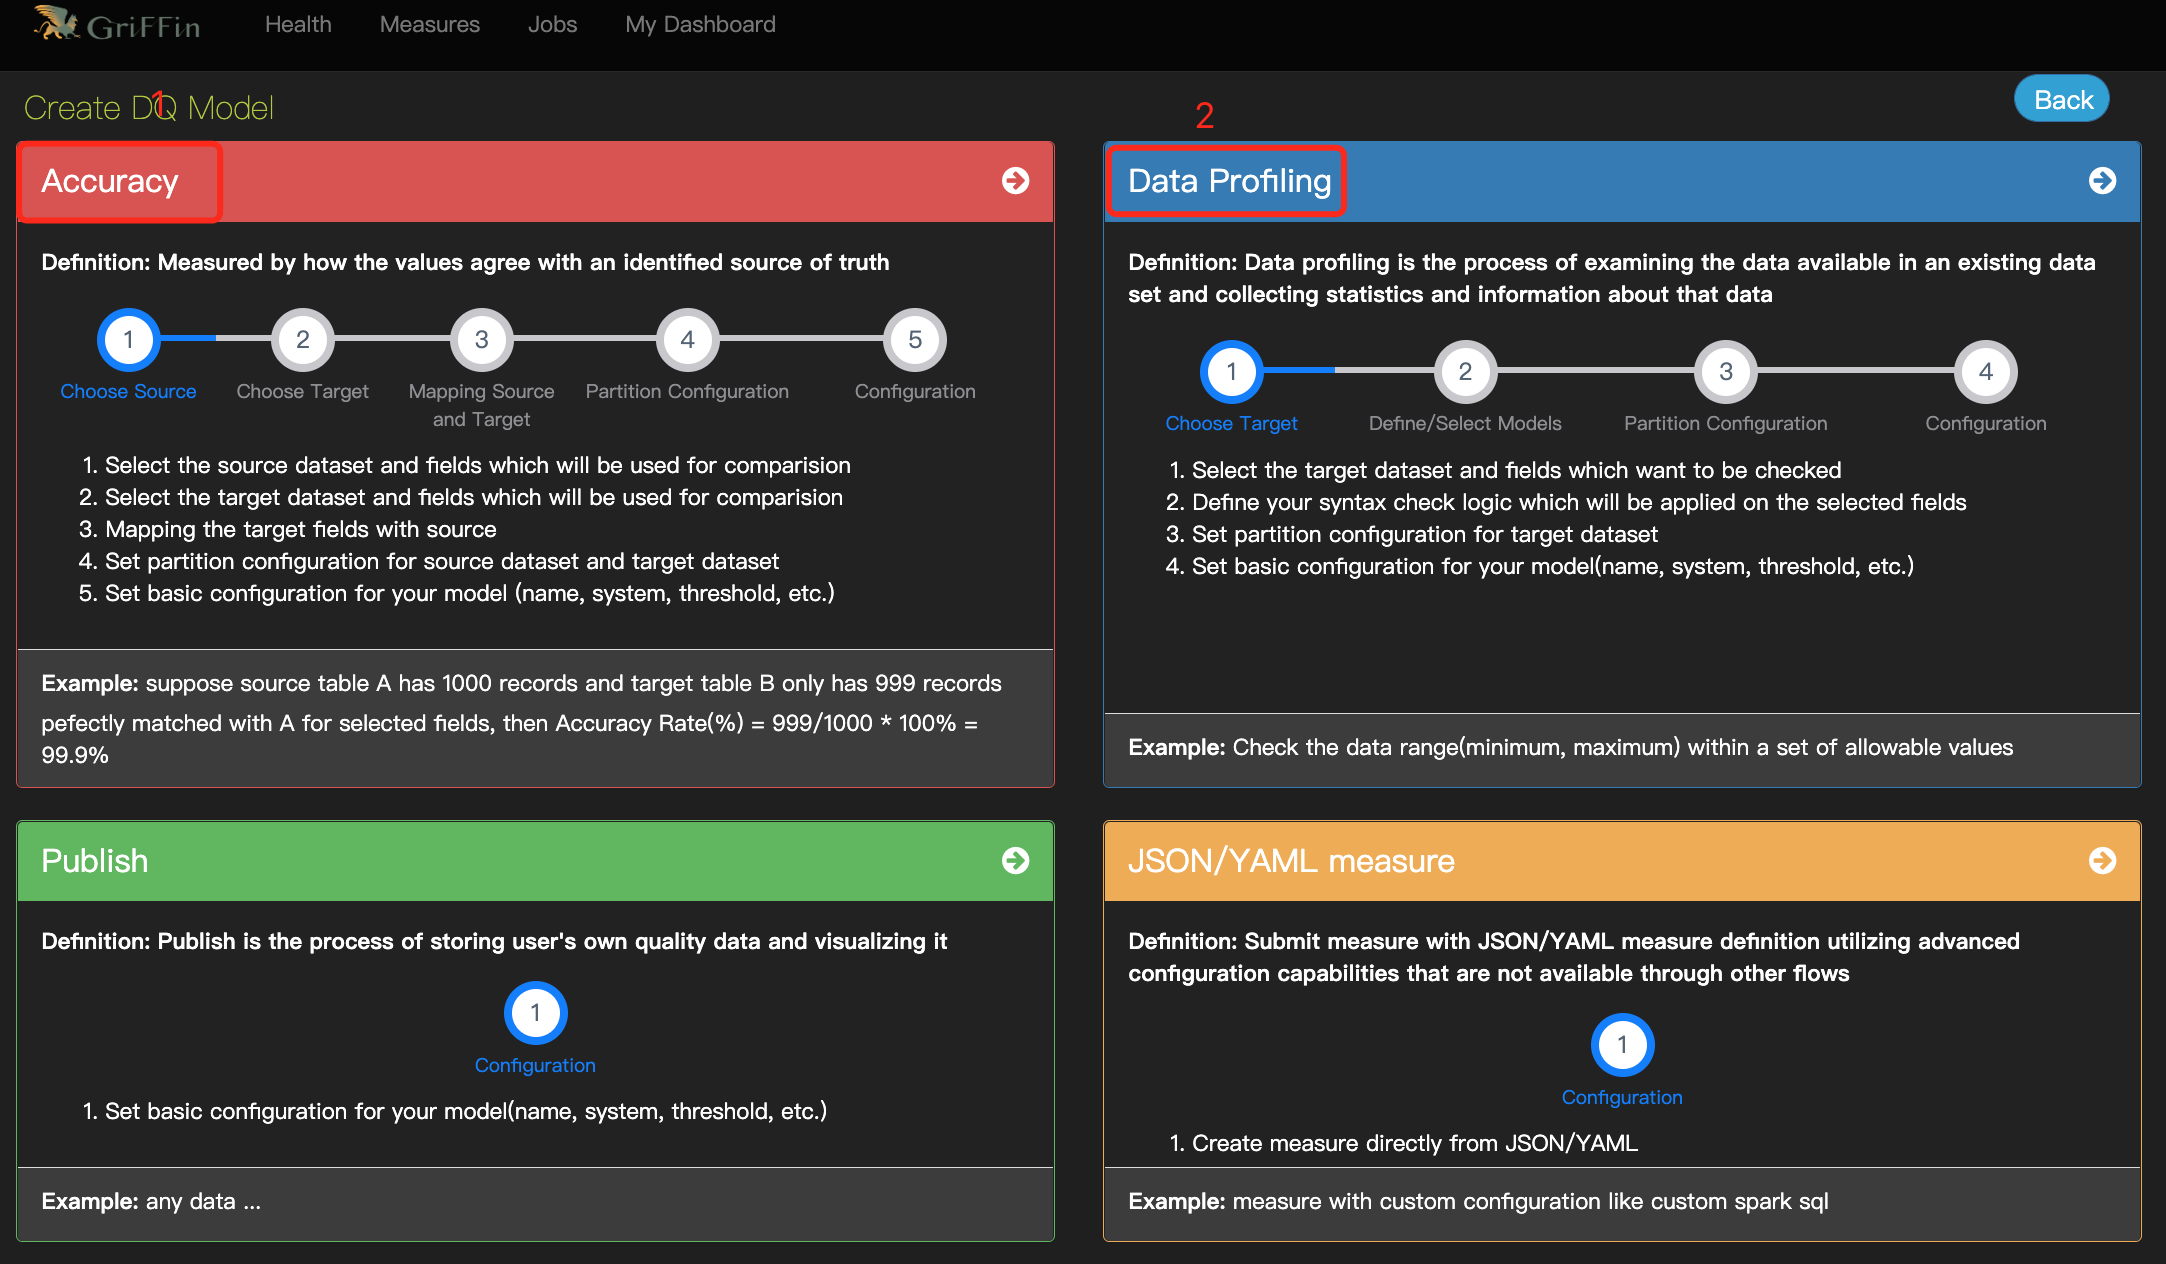 GriFFin
Health
Measures
Jobs
My Dashboard
Create DQ Model
1
2
Back
Accuracy
Definition: Measured by how the values agree with an identified source of truth
1
2
3
4
5
Choose Source
Choose Target
Mapping Source
and Target
Partition Configuration
Configuration
1. Select the source dataset and fields which will be used for comparision
2. Select the target dataset and fields which will be used for comparision
3. Mapping the target fields with source
4. Set partition configuration for source dataset and target dataset
5. Set basic configuration for your model (name, system, threshold, etc.)
Example: suppose source table A has 1000 records and target table B only has 999 records
pefectly matched with A for selected fields, then Accuracy Rate(%) = 999/1000 * 100% =
99.9%
Data Profiling
Definition: Data profiling is the process of examining the data available in an existing data
set and collecting statistics and information about that data
1
2
3
4
Choose Target
Define/Select Models
Partition Configuration
Configuration
1. Select the target dataset and fields which want to be checked
2. Define your syntax check logic which will be applied on the selected fields
3. Set partition configuration for target dataset
4. Set basic configuration for your model(name, system, threshold, etc.)
Example: Check the data range(minimum, maximum) within a set of allowable values
Publish
Definition: Publish is the process of storing user's own quality data and visualizing it
1
Configuration
1. Set basic configuration for your model(name, system, threshold, etc.)
Example: any data ...
JSON/YAML measure
Definition: Submit measure with JSON/YAML measure definition utilizing advanced
configuration capabilities that are not available through other flows
1
Configuration
1. Create measure directly from JSON/YAML
Example: measure with custom configuration like custom spark sql